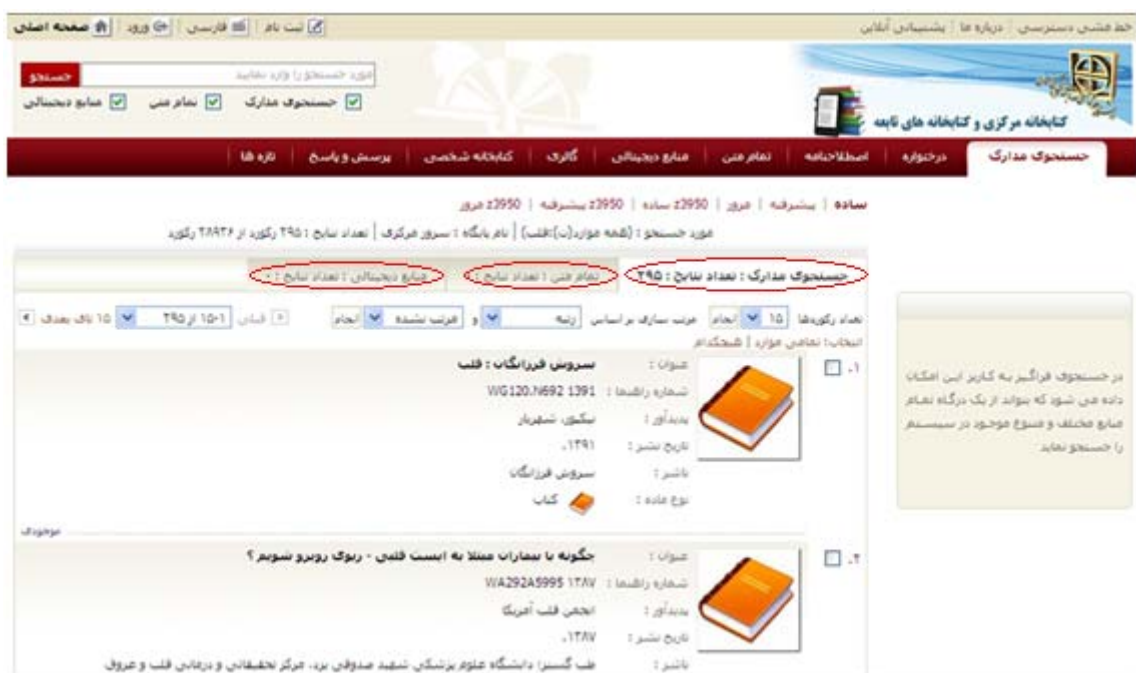 خط مشی دسترسی | درباره ما | پشتیبانی آنلاین
ثبت نام | فارسی | ورود | صفحه اصلی
کتابخانه مرکزی و کتابخانه های تابعه
مورد جستجو را وارد نمایید جستجو
جستجوی مدارک تمام متن منابع دیجیتالی
جستجوی مدارک درختواره | اصطلاحنامه | تمام متن | منابع دیجیتالی | گالری | کتابخانه شخصی | پرسش و پاسخ | تازه ها
ساده | پیشرفته | مرور | z3950 ساده | z3950 پیشرفته | z3950 مرور
مورد جستجو : (همه موارد(ت):قلب) | نام پایگاه : سرور مرکزی | تعداد نتایج : ۲۹۵ رکورد از ۲۸۹۲۶ رکورد
جستجوی مدارک : تعداد نتایج : ۲۹۵ تمام متن : تعداد نتایج : منابع دیجیتالی : تعداد نتایج : ۰
تعداد رکوردها ۱۵ انجام مرتب سازی بر اساس رتبه و مرتب نشده انجام قبلی ۱-۱۵ از ۲۹۵ ۱۵ تای بعدی
انتخاب: تمامی موارد | هیچکدام
۱.
عنوان : سروش فرزانگان : قلب
شماره راهنما : WG120.N692 1391
پدیدآور : نیکوی، شهریار
تاریخ نشر : ۱۳۹۱.
ناشر : سروش فرزانگان
نوع ماده : کتاب
موجودی
۲.
عنوان : چگونه با بیماران مبتلا به ایست قلبی - ریوی روبرو شویم ؟
شماره راهنما : WA292A5995 ۱۳۸۷
پدیدآور : انجمن قلب آمریکا
تاریخ نشر : ۱۳۸۷.
ناشر : طب گستر؛ دانشگاه علوم پزشکی شهید صدوقی یزد، مرکز تحقیقاتی و درمانی قلب و عروق
در جستجوی فراگیر به کاربر این امکان
داده می شود که بتواند از یک درگاه تمام
منابع مختلف و متنوع موجود در سیستم
را جستجو نماید